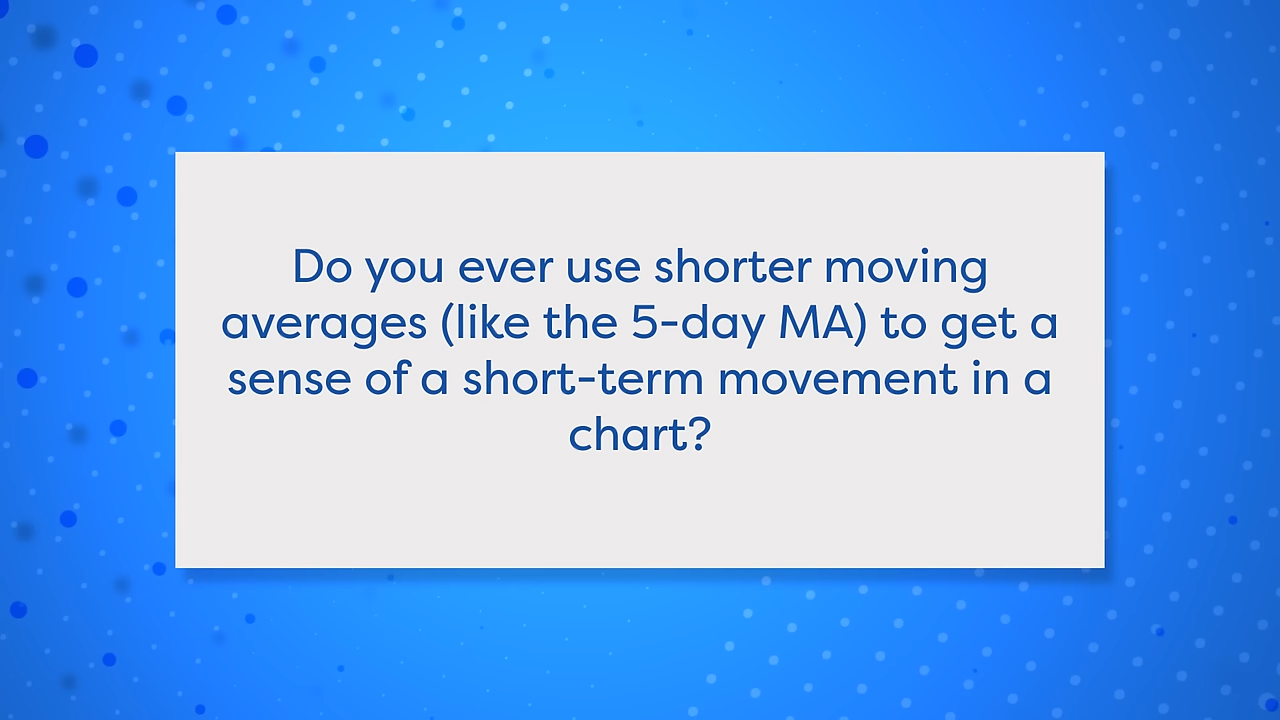 Do you ever use shorter moving
averages (like the 5-day MA) to get a
sense of a short-term movement in a
chart?